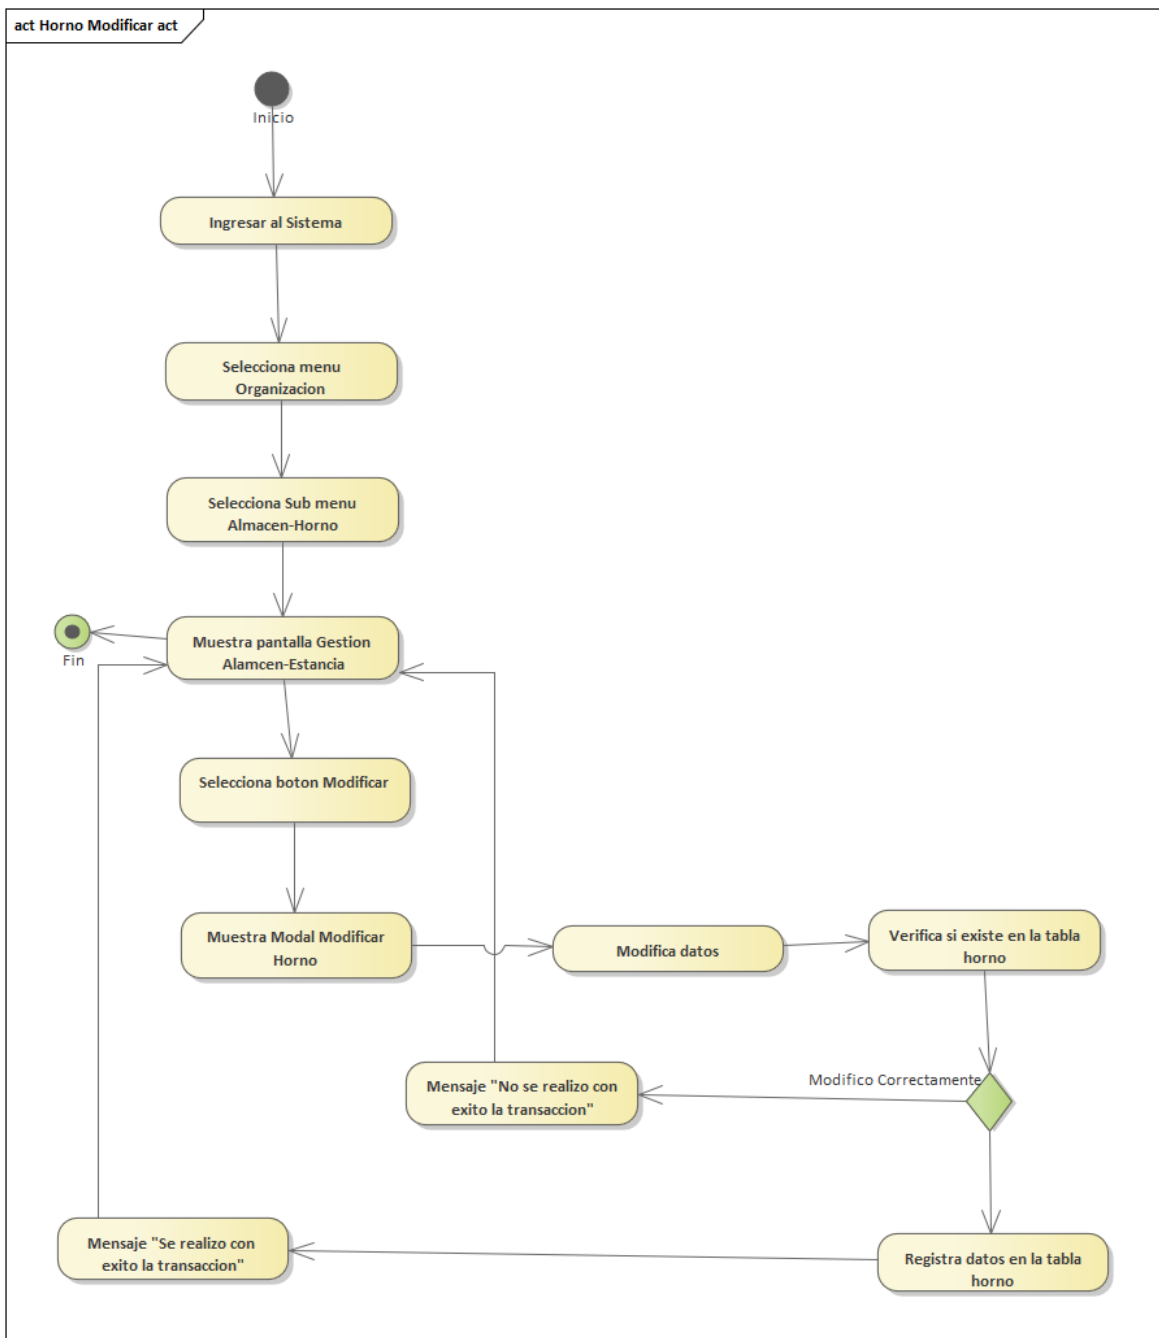 act Horno Modificar act
Inicio
Ingresar al Sistema
Selecciona menu
Organizacion
Selecciona Sub menu
Almacen-Horno
Muestra pantalla Gestion
Alamcen-Estancia
Fin
Selecciona boton Modificar
Muestra Modal Modificar
Horno
Modifica datos
Verifica si existe en la tabla
horno
Modifico Correctamente
Mensaje "No se realizo con
exito la transaccion"
Registra datos en la tabla
horno
Mensaje "Se realizo con
exito la transaccion"